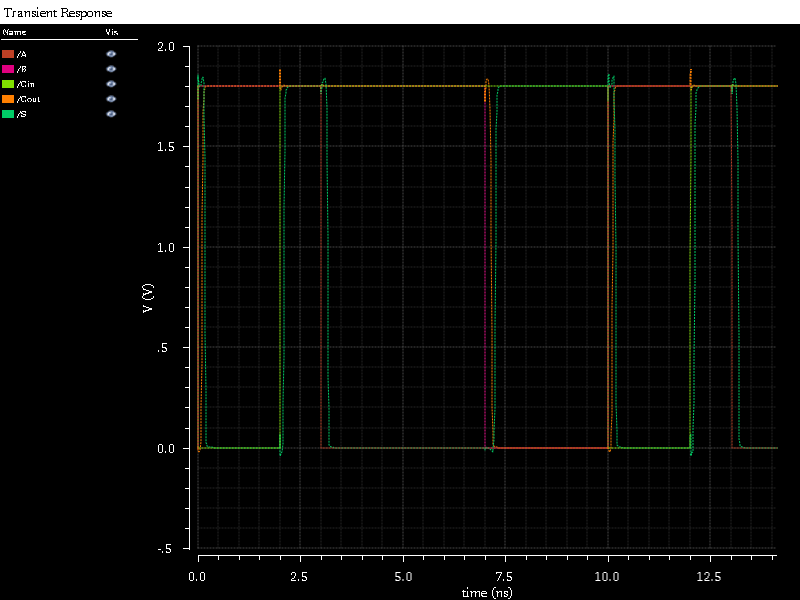 Transient Response
Name Vis
/A
/B
/Cin
/Cout
/S
2.0
1.5
1.0
.5
0.0
-.5
V (V)
0.0 2.5 5.0 7.5 10.0 12.5
time (ns)